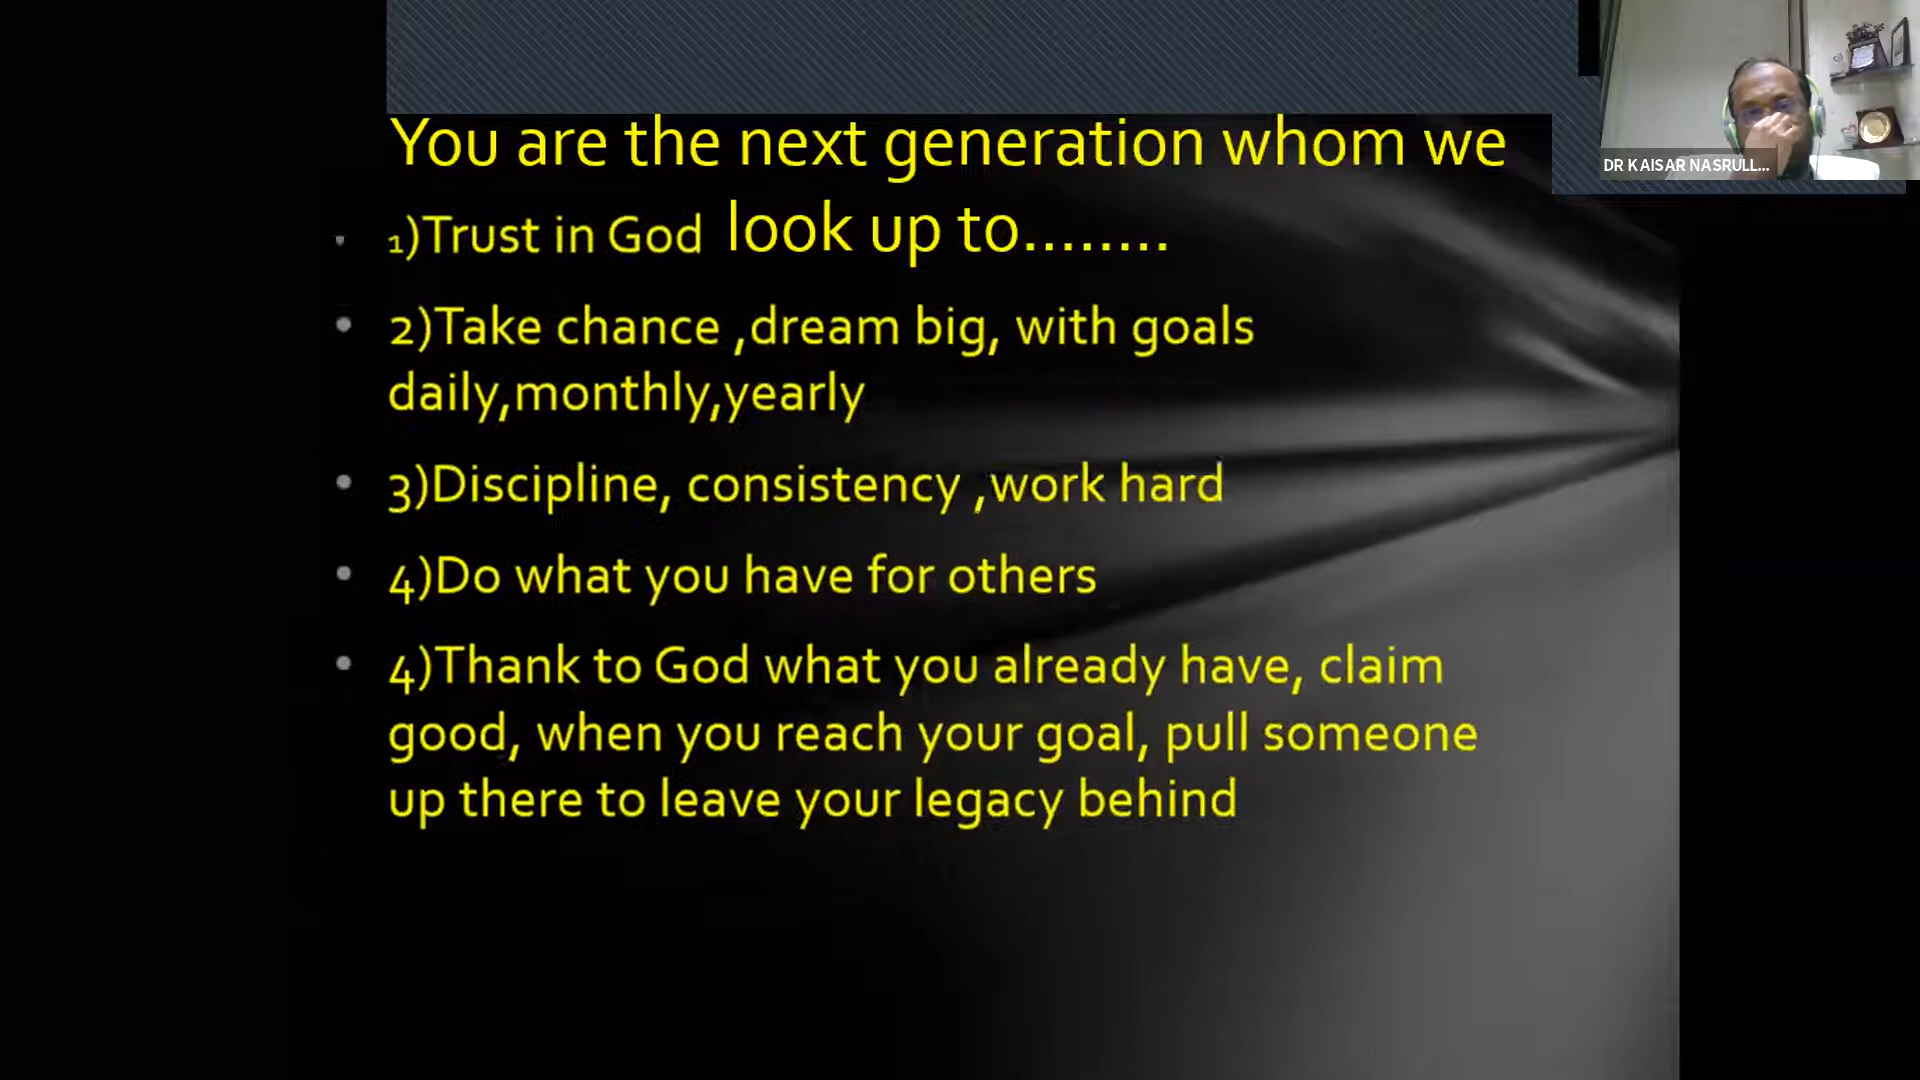 You are the next generation whom we
look up to........
1)Trust in God
2)Take chance ,dream big, with goals
daily,monthly,yearly
3)Discipline, consistency ,work hard
4)Do what you have for others
4)Thank to God what you already have, claim
good, when you reach your goal, pull someone
up there to leave your legacy behind
DR KAISAR NASRULL...